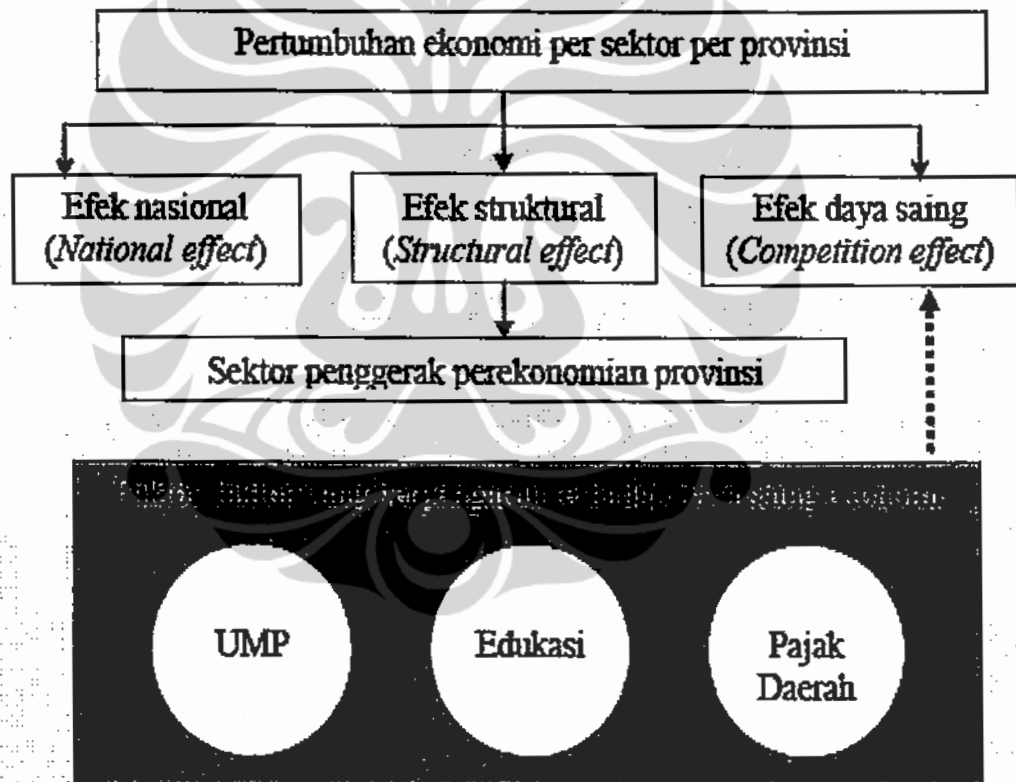 Pertumbuhan ekonomi per sektor per provinsi
Efek nasional
(National effect)
Efek struktural
(Structural effect)
Efek daya saing
(Competition effect)
Sektor penggerak perekonomian provinsi
UMP
Edukasi
Pajak
Daerah